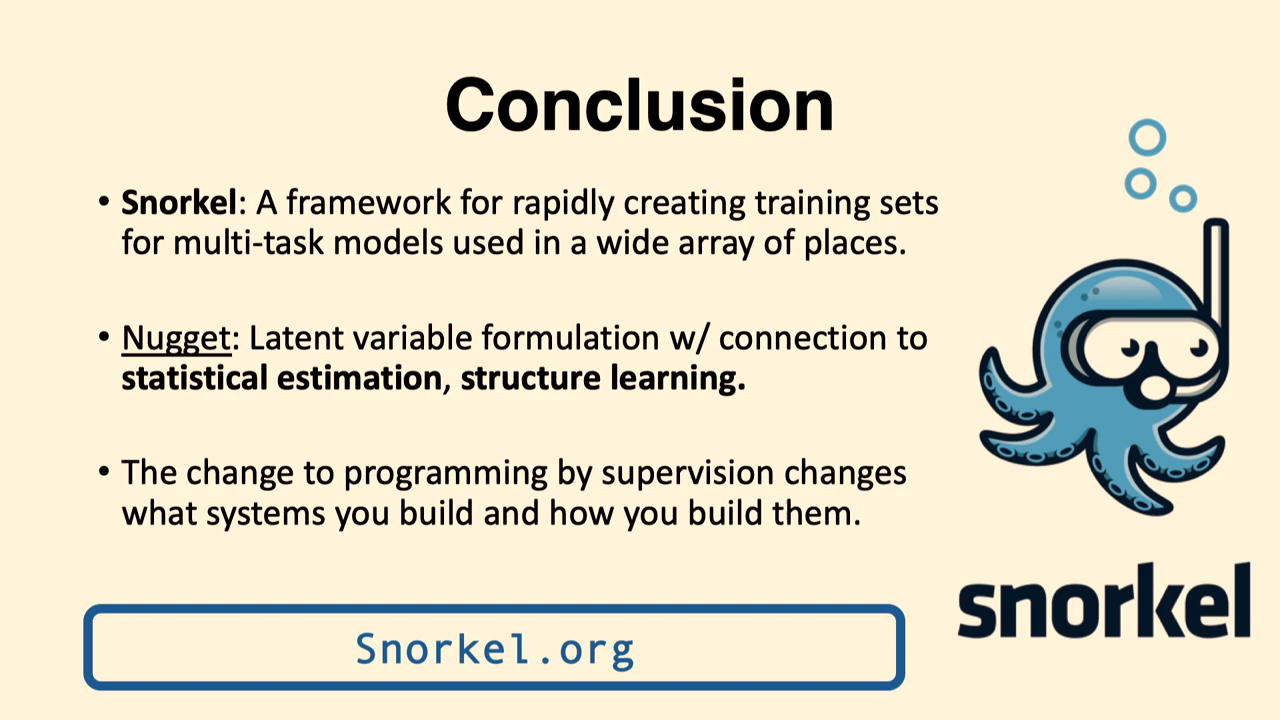 Conclusion
• Snorkel: A framework for rapidly creating training sets
for multi-task models used in a wide array of places.
• Nugget: Latent variable formulation w/ connection to
statistical estimation, structure learning.
• The change to programming by supervision changes
what systems you build and how you build them.
Snorkel.org
snorkel